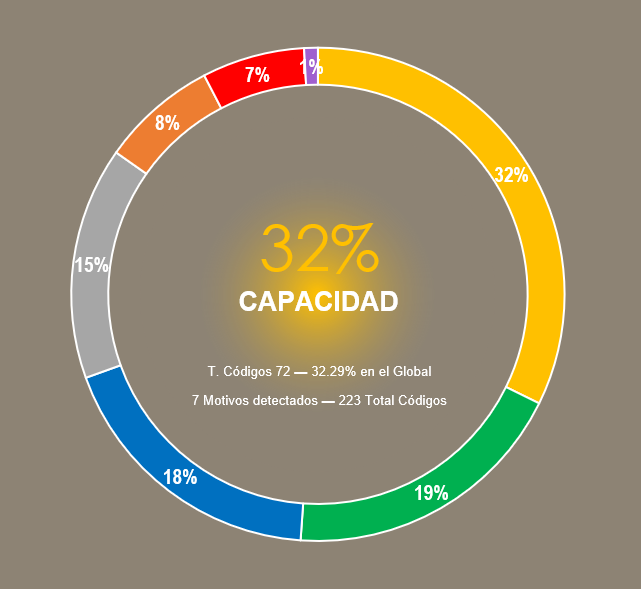 7%
1%
8%
32%
15%
32%
CAPACIDAD
T. Códigos 72 — 32.29% en el Global
7 Motivos detectados — 223 Total Códigos
18%
19%